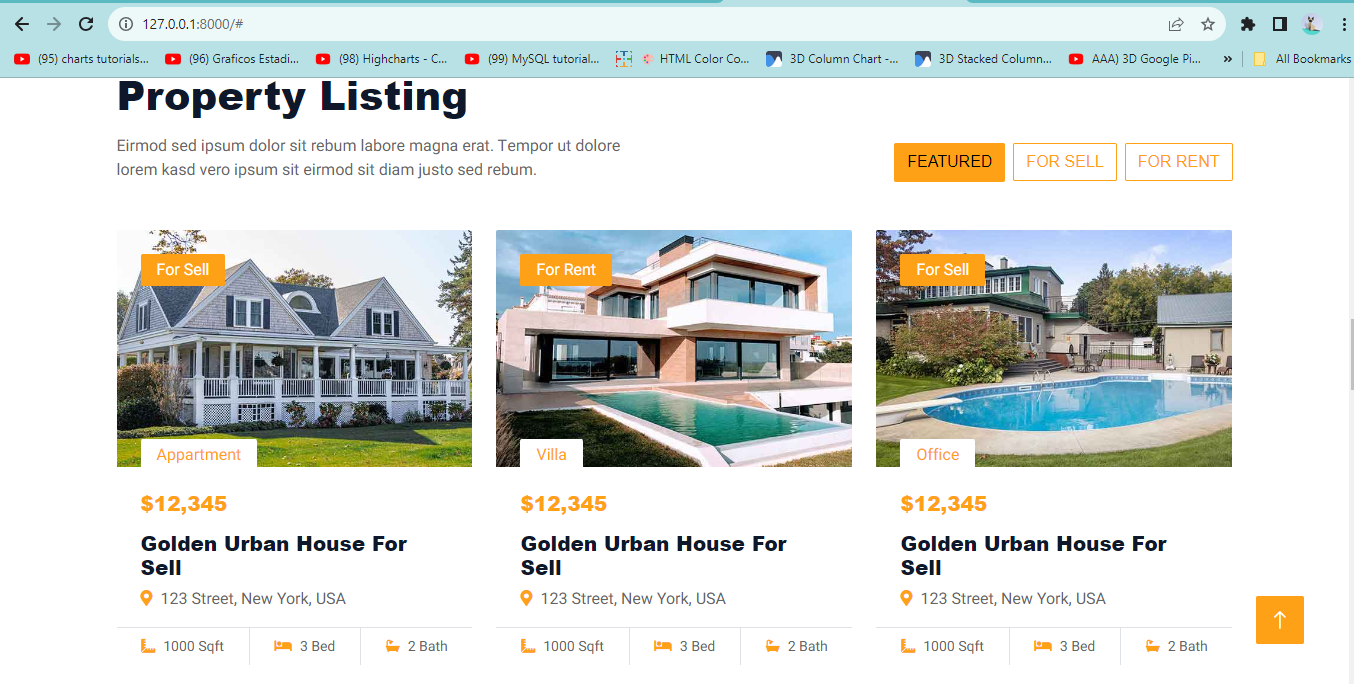 127.0.0.1:8000/#
(95) charts tutorials...
(96) Graficos Estadi...
(98) Highcharts - C...
(99) MySQL tutorial...
HTML Color Co...
3D Column Chart -...
3D Stacked Column...
AAA) 3D Google Pi...
»
All Bookmarks
Property Listing
Eirmod sed ipsum dolor sit rebum labore magna erat. Tempor ut dolore
lorem kasd vero ipsum sit eirmod sit diam justo sed rebum.
FEATURED
FOR SELL
FOR RENT
For Sell
Appartment
$12,345
Golden Urban House For
Sell
123 Street, New York, USA
1000 Sqft
3 Bed
2 Bath
For Rent
Villa
$12,345
Golden Urban House For
Sell
123 Street, New York, USA
1000 Sqft
3 Bed
2 Bath
For Sell
Office
$12,345
Golden Urban House For
Sell
123 Street, New York, USA
1000 Sqft
3 Bed
2 Bath